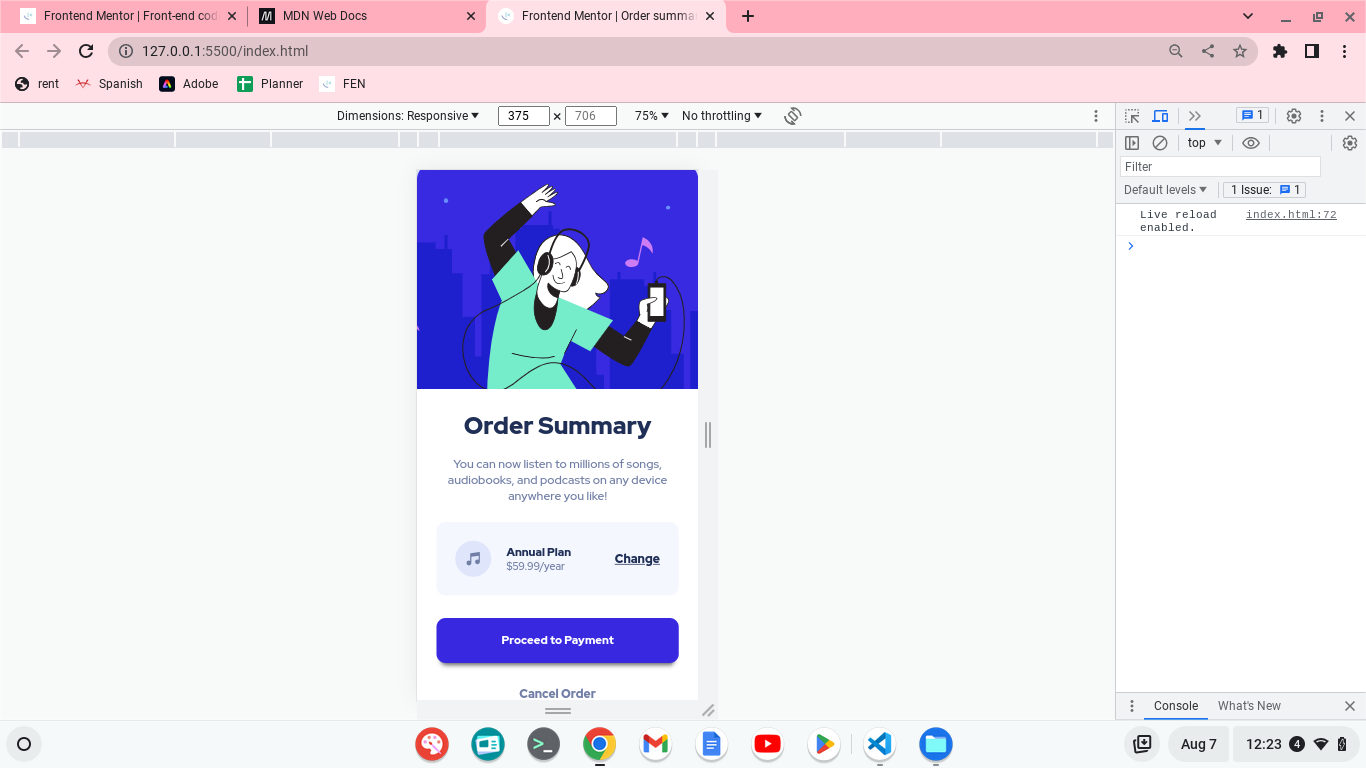 Frontend Mentor | Front-end cod
MDN Web Docs
Frontend Mentor | Order summa
127.0.0.1:5500/index.html
rent
Spanish
Adobe
Planner
FEN
Dimensions: Responsive
375 × 706
75%
No throttling
1
top
Filter
Default levels
1 Issue: 1
Live reload enabled.
index.html:72
Order Summary
You can now listen to millions of songs,
audiobooks, and podcasts on any device
anywhere you like!
Annual Plan
$59.99/year
Change
Proceed to Payment
Cancel Order
Console
What's New
Aug 7
12:23
4